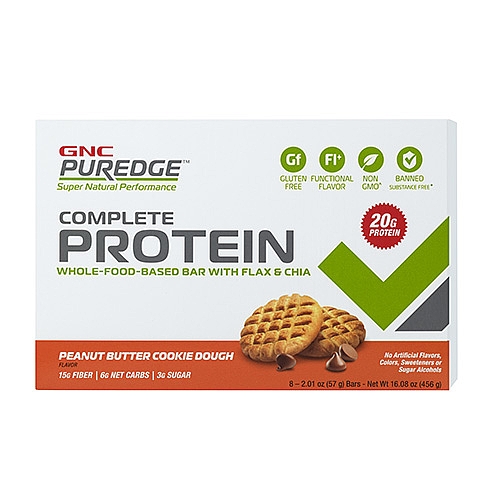 GNC
PUREDGE™
Super Natural Performance
Gf
GLUTEN
FREE
Fl+
FUNCTIONAL
FLAVOR
NON
GMO^
BANNED
SUBSTANCE FREE*
COMPLETE
PROTEIN
WHOLE-FOOD-BASED BAR WITH FLAX & CHIA
20G
PROTEIN
PEANUT BUTTER COOKIE DOUGH
FLAVOR
15G FIBER | 6G NET CARBS | 3G SUGAR
No Artificial Flavors,
Colors, Sweeteners or
Sugar Alcohols
8 – 2.01 oz (57 g) Bars - Net Wt 16.08 oz (456 g)